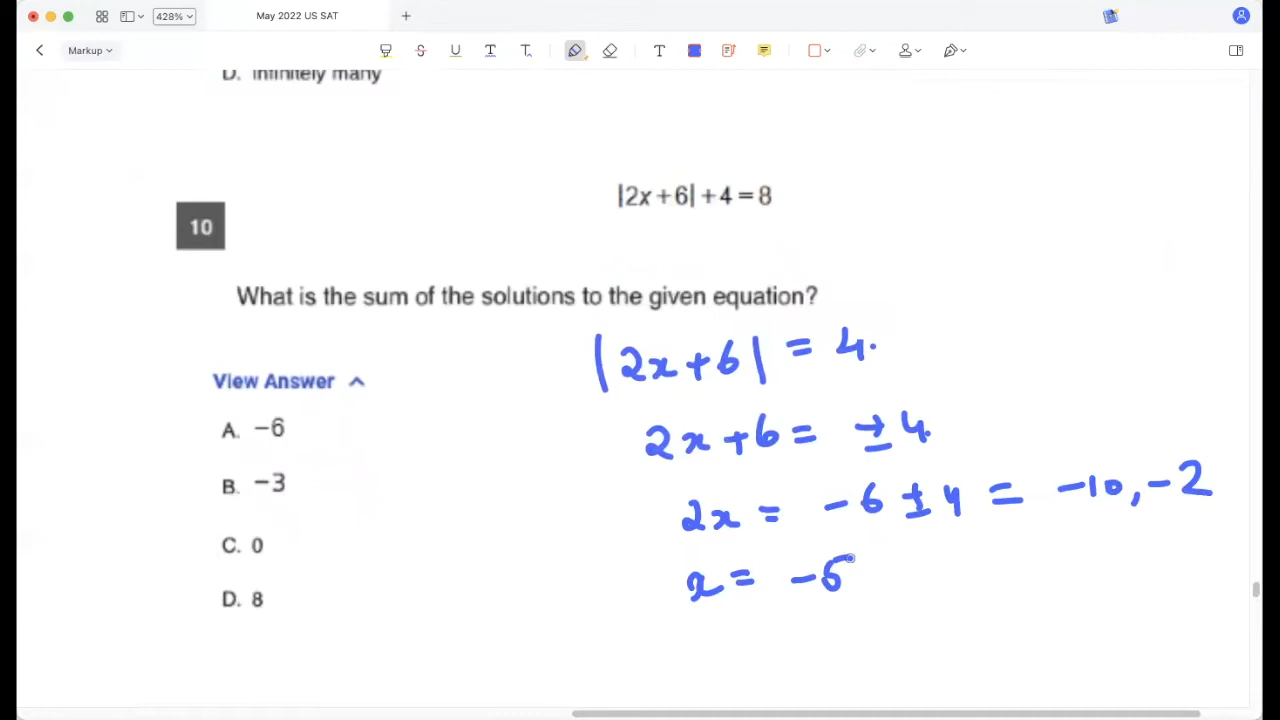 428%
May 2022 US SAT
+
Markup
D. Infinitely many
|2x+6|+4=8
10
What is the sum of the solutions to the given equation?
|2x+6| = 4.
View Answer
A. −6
2x+6 = ±4.
B. −3
2x = -6 ± 4 = -10, -2
C. 0
x = -5
D. 8